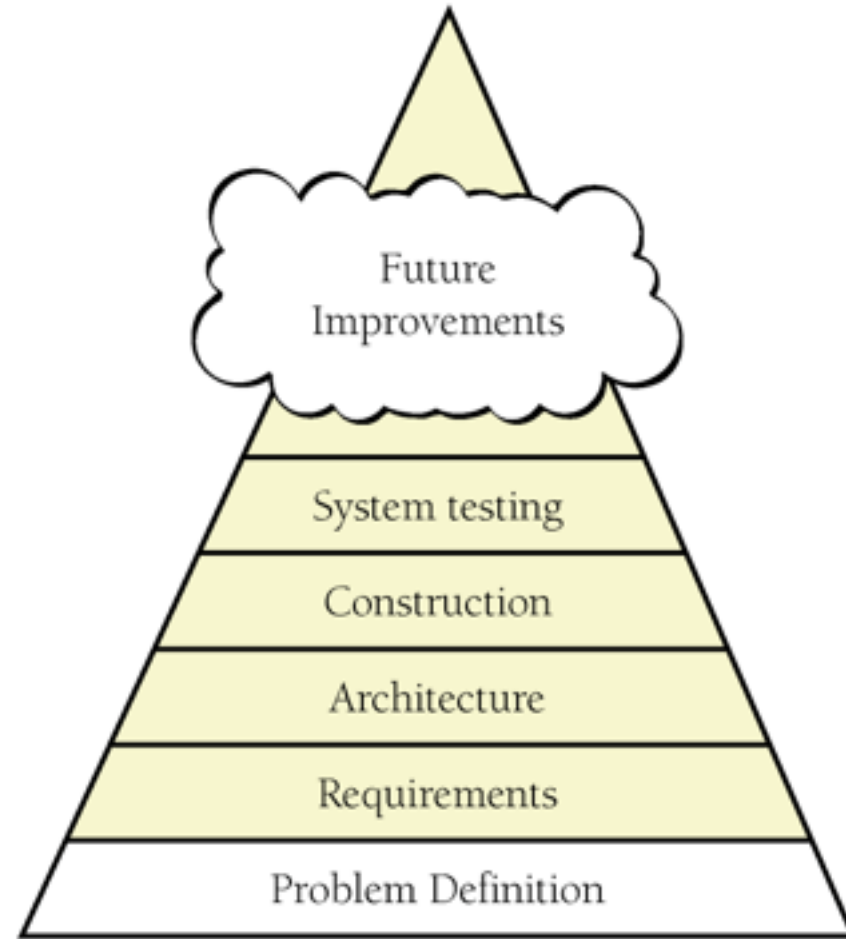 Future
Improvements
System testing
Construction
Architecture
Requirements
Problem Definition